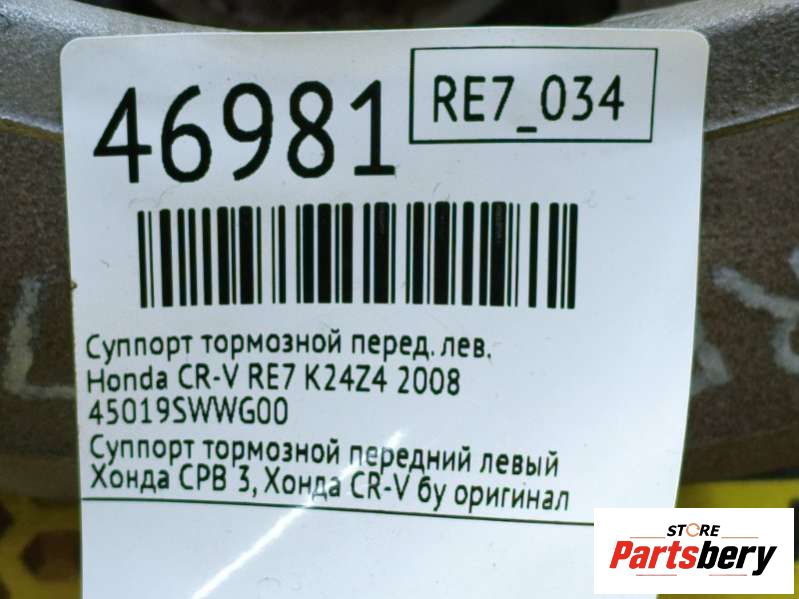 46981
RE7_034
Суппорт тормозной перед. лев.
Honda CR-V RE7 K24Z4 2008
45019SWWG00
Суппорт тормозной передний левый
Хонда СРВ 3, Хонда CR-V бу оригинал
STORE
Partsbery